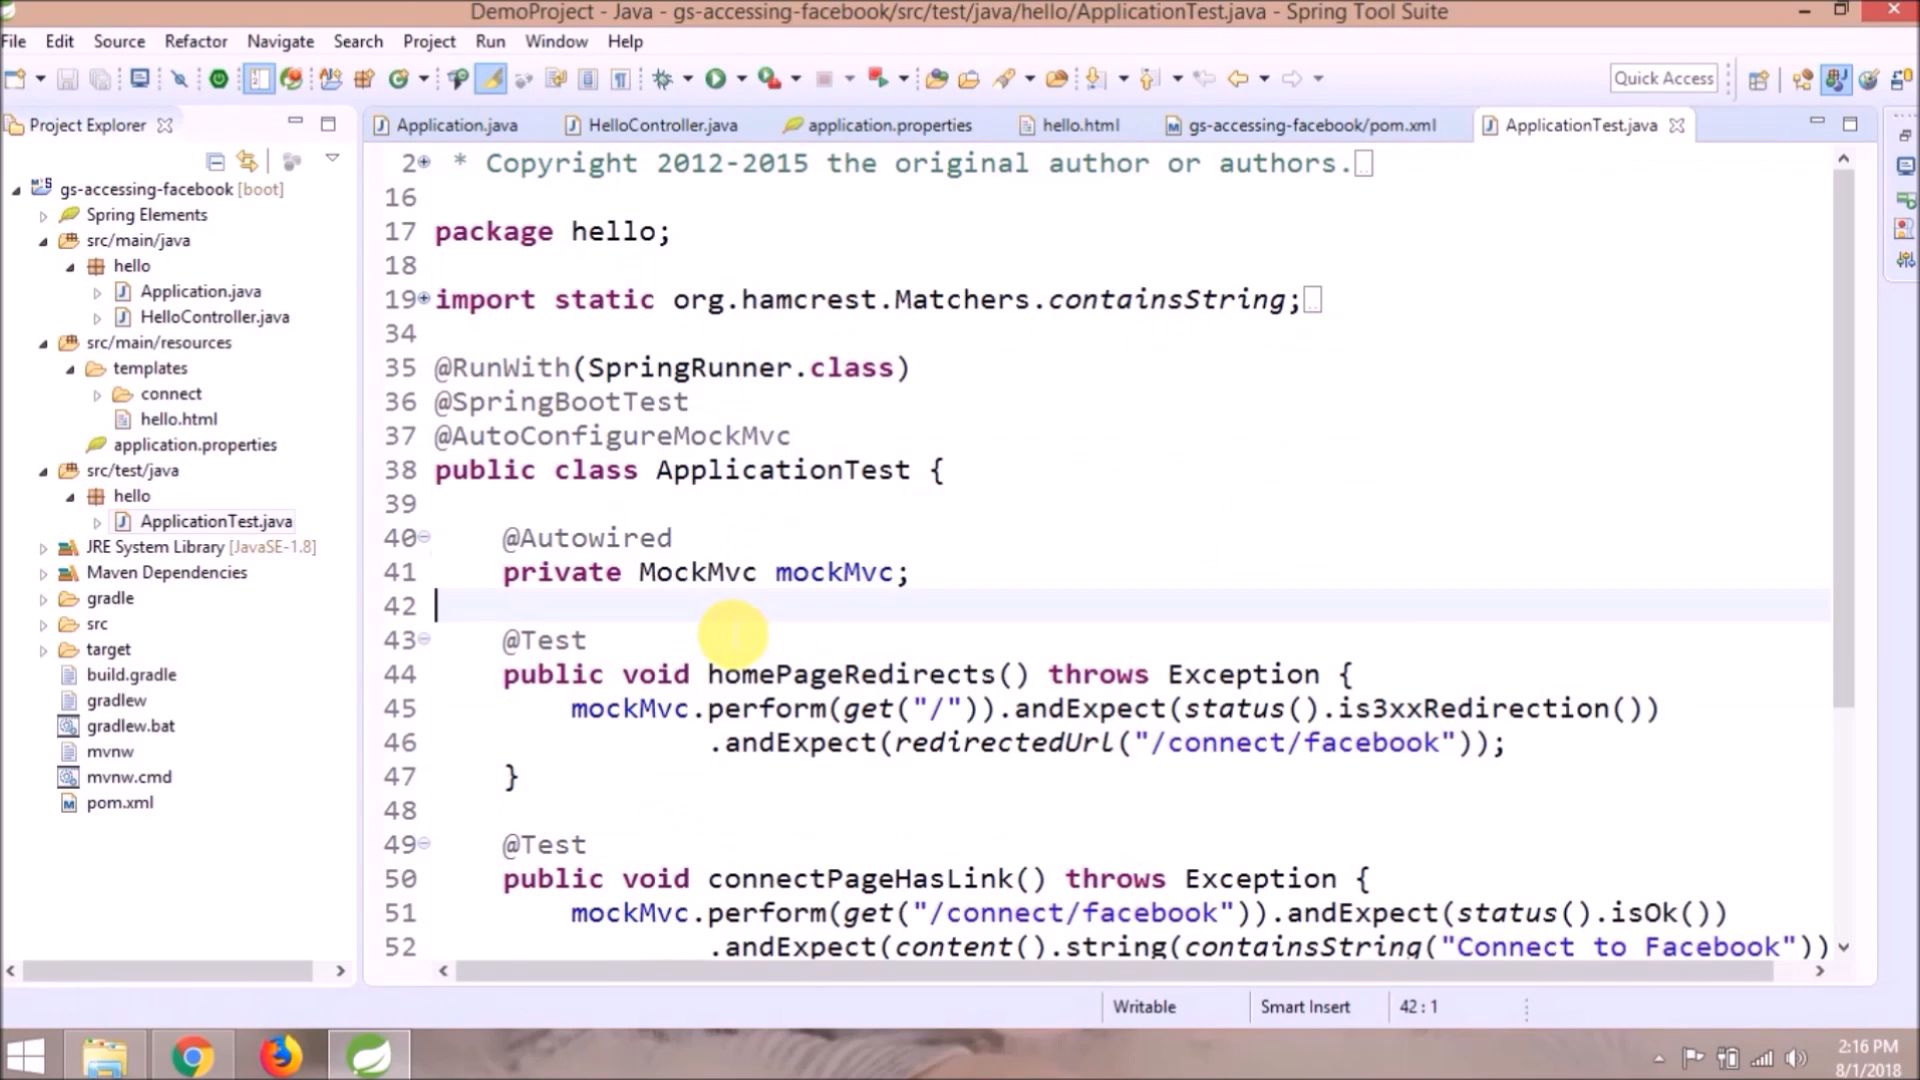 DemoProject - Java - gs-accessing-facebook/src/test/java/hello/ApplicationTest.java - Spring Tool Suite
File Edit Source Refactor Navigate Search Project Run Window Help
Quick Access
Project Explorer
Application.java HelloController.java application.properties hello.html gs-accessing-facebook/pom.xml ApplicationTest.java
gs-accessing-facebook [boot]
Spring Elements
src/main/java
hello
Application.java
HelloController.java
src/main/resources
templates
connect
hello.html
application.properties
src/test/java
hello
ApplicationTest.java
JRE System Library [JavaSE-1.8]
Maven Dependencies
gradle
src
target
build.gradle
gradlew
gradlew.bat
mvnw
mvnw.cmd
pom.xml
2 * Copyright 2012-2015 the original author or authors.
16
17 package hello;
18
19 import static org.hamcrest.Matchers.containsString;
34
35 @RunWith(SpringRunner.class)
36 @SpringBootTest
37 @AutoConfigureMockMvc
38 public class ApplicationTest {
39
40 @Autowired
41 private MockMvc mockMvc;
42
43 @Test
44 public void homePageRedirects() throws Exception {
45 mockMvc.perform(get("/")).andExpect(status().is3xxRedirection())
46 .andExpect(redirectedUrl("/connect/facebook"));
47 }
48
49 @Test
50 public void connectPageHasLink() throws Exception {
51 mockMvc.perform(get("/connect/facebook")).andExpect(status().isOk())
52 .andExpect(content().string(containsString("Connect to Facebook"))
Writable Smart Insert 42 : 1
2:16 PM
8/1/2018